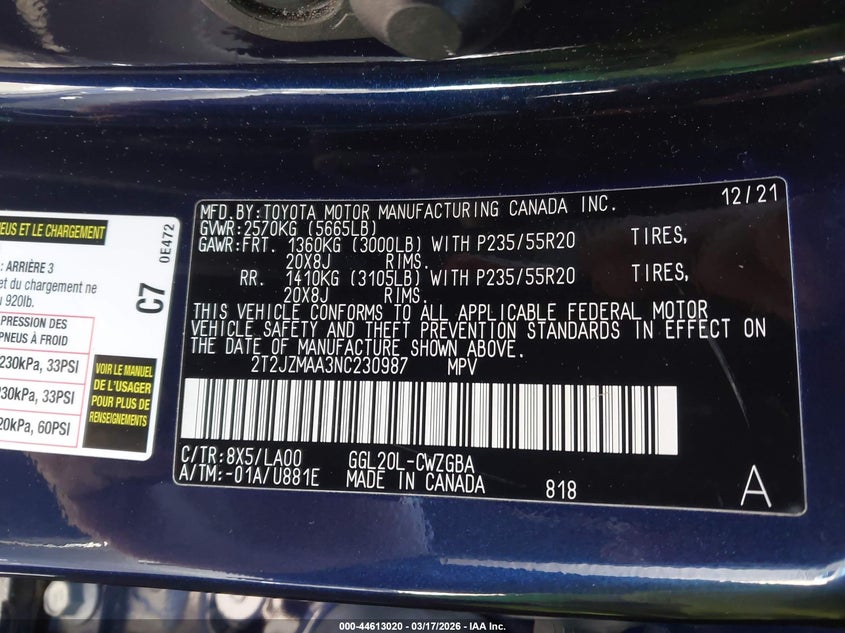 NEUS ET LE CHARGEMENT
: ARRIÈRE 3
et du chargement ne
u 920lb.
PRESSION DES
PNEUS À FROID
230kPa, 33PSI
230kPa, 33PSI
20kPa, 60PSI
C7
0E472
VOIR LE MANUEL
DE L'USAGER
POUR PLUS DE
RENSEIGNEMENTS
MFD.BY:TOYOTA MOTOR MANUFACTURING CANADA INC. 12/21
GVWR:2570KG (5665LB)
GAWR:FRT. 1360KG (3000LB) WITH P235/55R20 TIRES,
20X8J RIMS.
RR. 1410KG (3105LB) WITH P235/55R20 TIRES,
20X8J RIMS.
THIS VEHICLE CONFORMS TO ALL APPLICABLE FEDERAL MOTOR
VEHICLE SAFETY AND THEFT PREVENTION STANDARDS IN EFFECT ON
THE DATE OF MANUFACTURE SHOWN ABOVE.
2T2JZMAA3NC230987 MPV
C/TR:8X5/LA00 GGL20L-CWZGBA
A/TM:-01A/U881E MADE IN CANADA 818 A
000-44613020 - 03/17/2026 - IAA Inc.